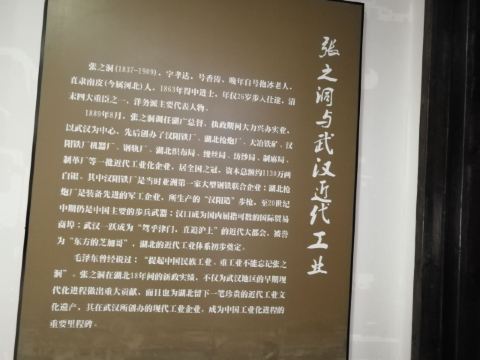 张之洞与武汉近代工业
张之洞(1837-1909),字孝达,号香涛,晚年自号抱冰老人,
直隶南皮(今属河北)人,1863年得中进士,年仅26岁步入仕途,清
末四大重臣之一,洋务派主要代表人物。
1889年8月,张之洞调任湖广总督。执政期间大力兴办实业,
以武汉为中心,先后创办了汉阳铁厂、湖北枪炮厂、大冶铁矿、汉
阳铁厂机器厂、钢轨厂、湖北织布局、缫丝局、纺纱局、制麻局、
制革厂等一批近代工业化企业,居全国之冠,资本总额约1130万两
白银。其中汉阳铁厂是当时亚洲第一家大型钢铁联合企业;湖北枪
炮厂是装备先进的军工企业,所生产的“汉阳造”步枪,至20世纪
中期仍是中国主要的步兵武器;汉口成为国内屈指可数的国际贸易
商埠;武汉一跃成为“驾乎津门,直追沪上”的近代大都会,被誉
为“东方的芝加哥”,湖北的近代工业体系初步奠定。
毛泽东曾经说过:“提起中国民族工业,重工业不能忘记张之
洞”。张之洞在湖北18年间的新政实绩,不仅为武汉地区的早期现
代化进程做出重大贡献,而且也为湖北留下一笔珍贵的近代工业文
化遗产,其在武汉所创办的现代工业企业,成为中国工业化进程的
重要里程碑。